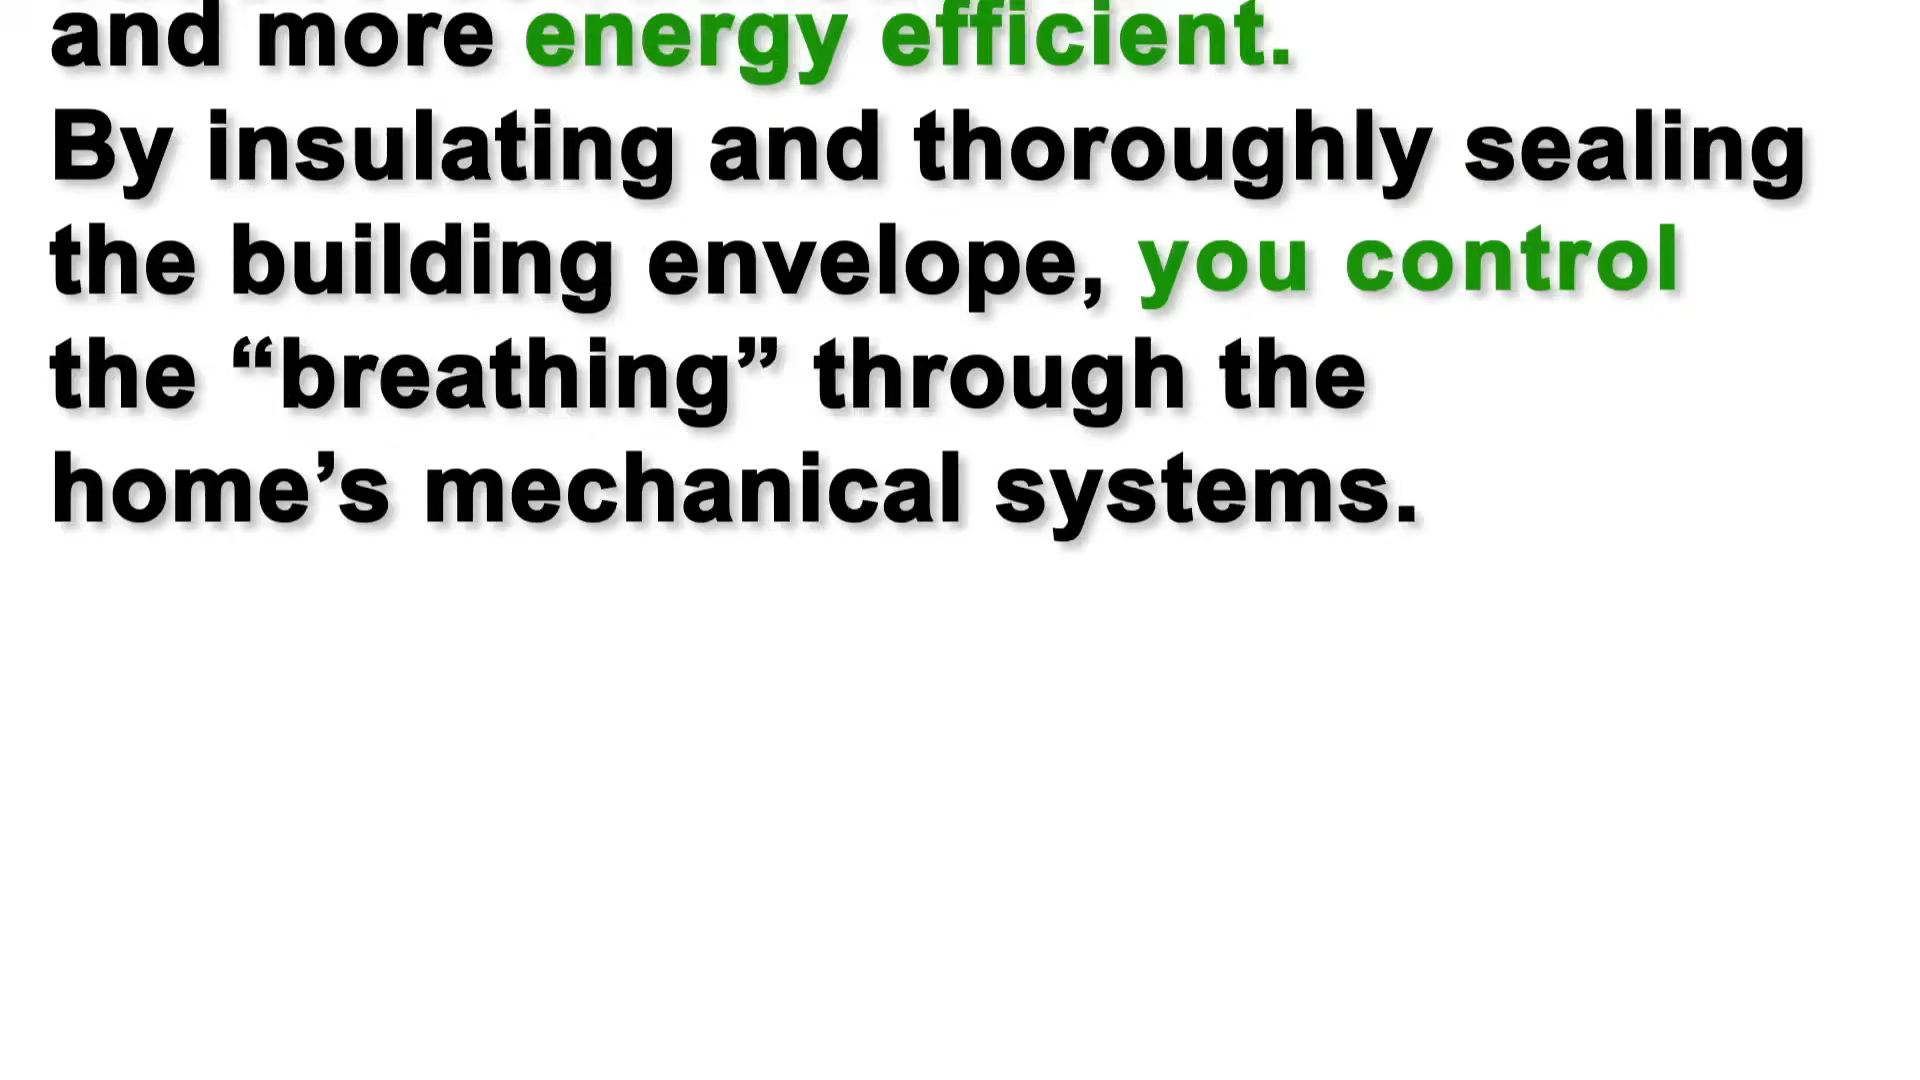 and more energy efficient.
By insulating and thoroughly sealing
the building envelope, you control
the “breathing” through the
home’s mechanical systems.